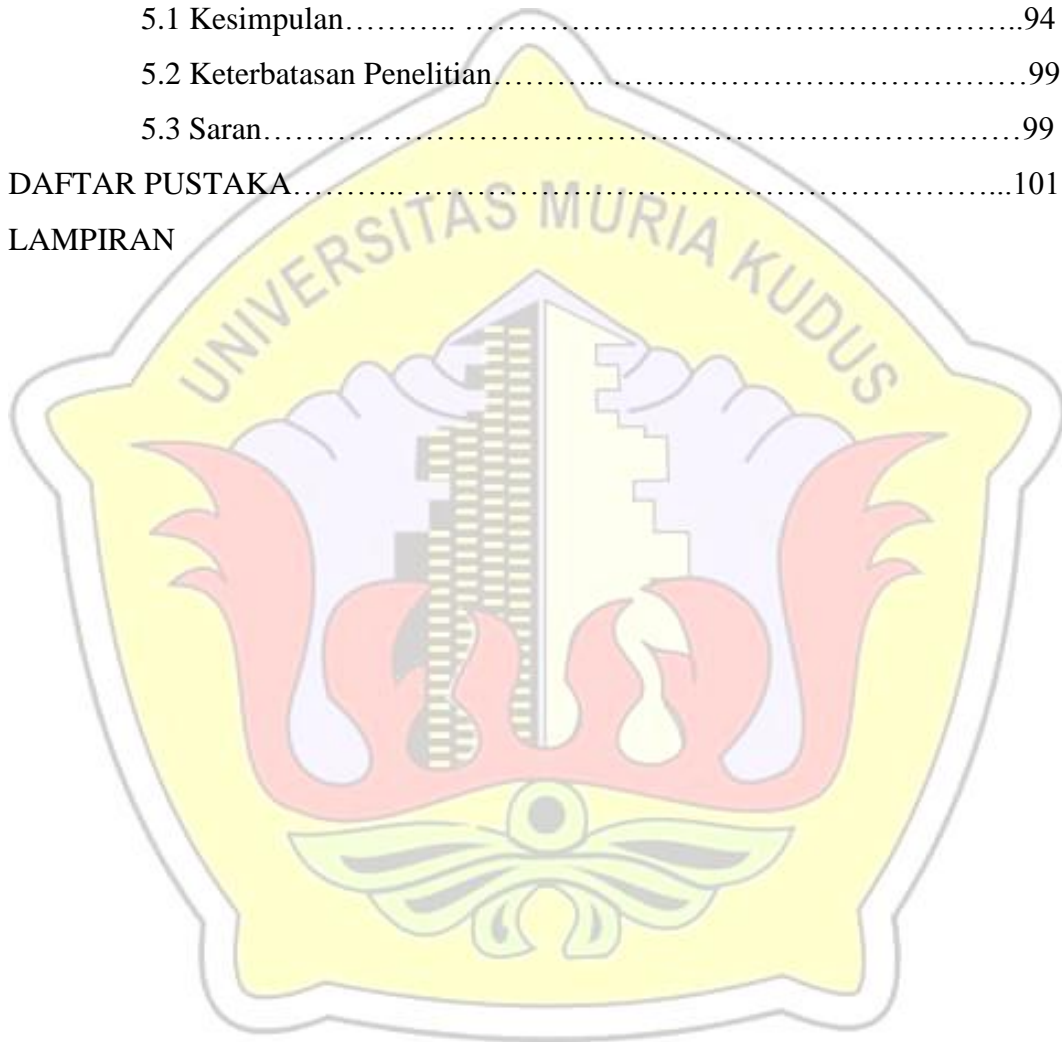 5.1 Kesimpulan……….. …………………………………………………..94
5.2 Keterbatasan Penelitian……….. ……………………………………99
5.3 Saran……….. …………………………………………………………99
DAFTAR PUSTAKA……….. …………………………………………………...101
LAMPIRAN
UNIVERSITAS MURIA KUDUS